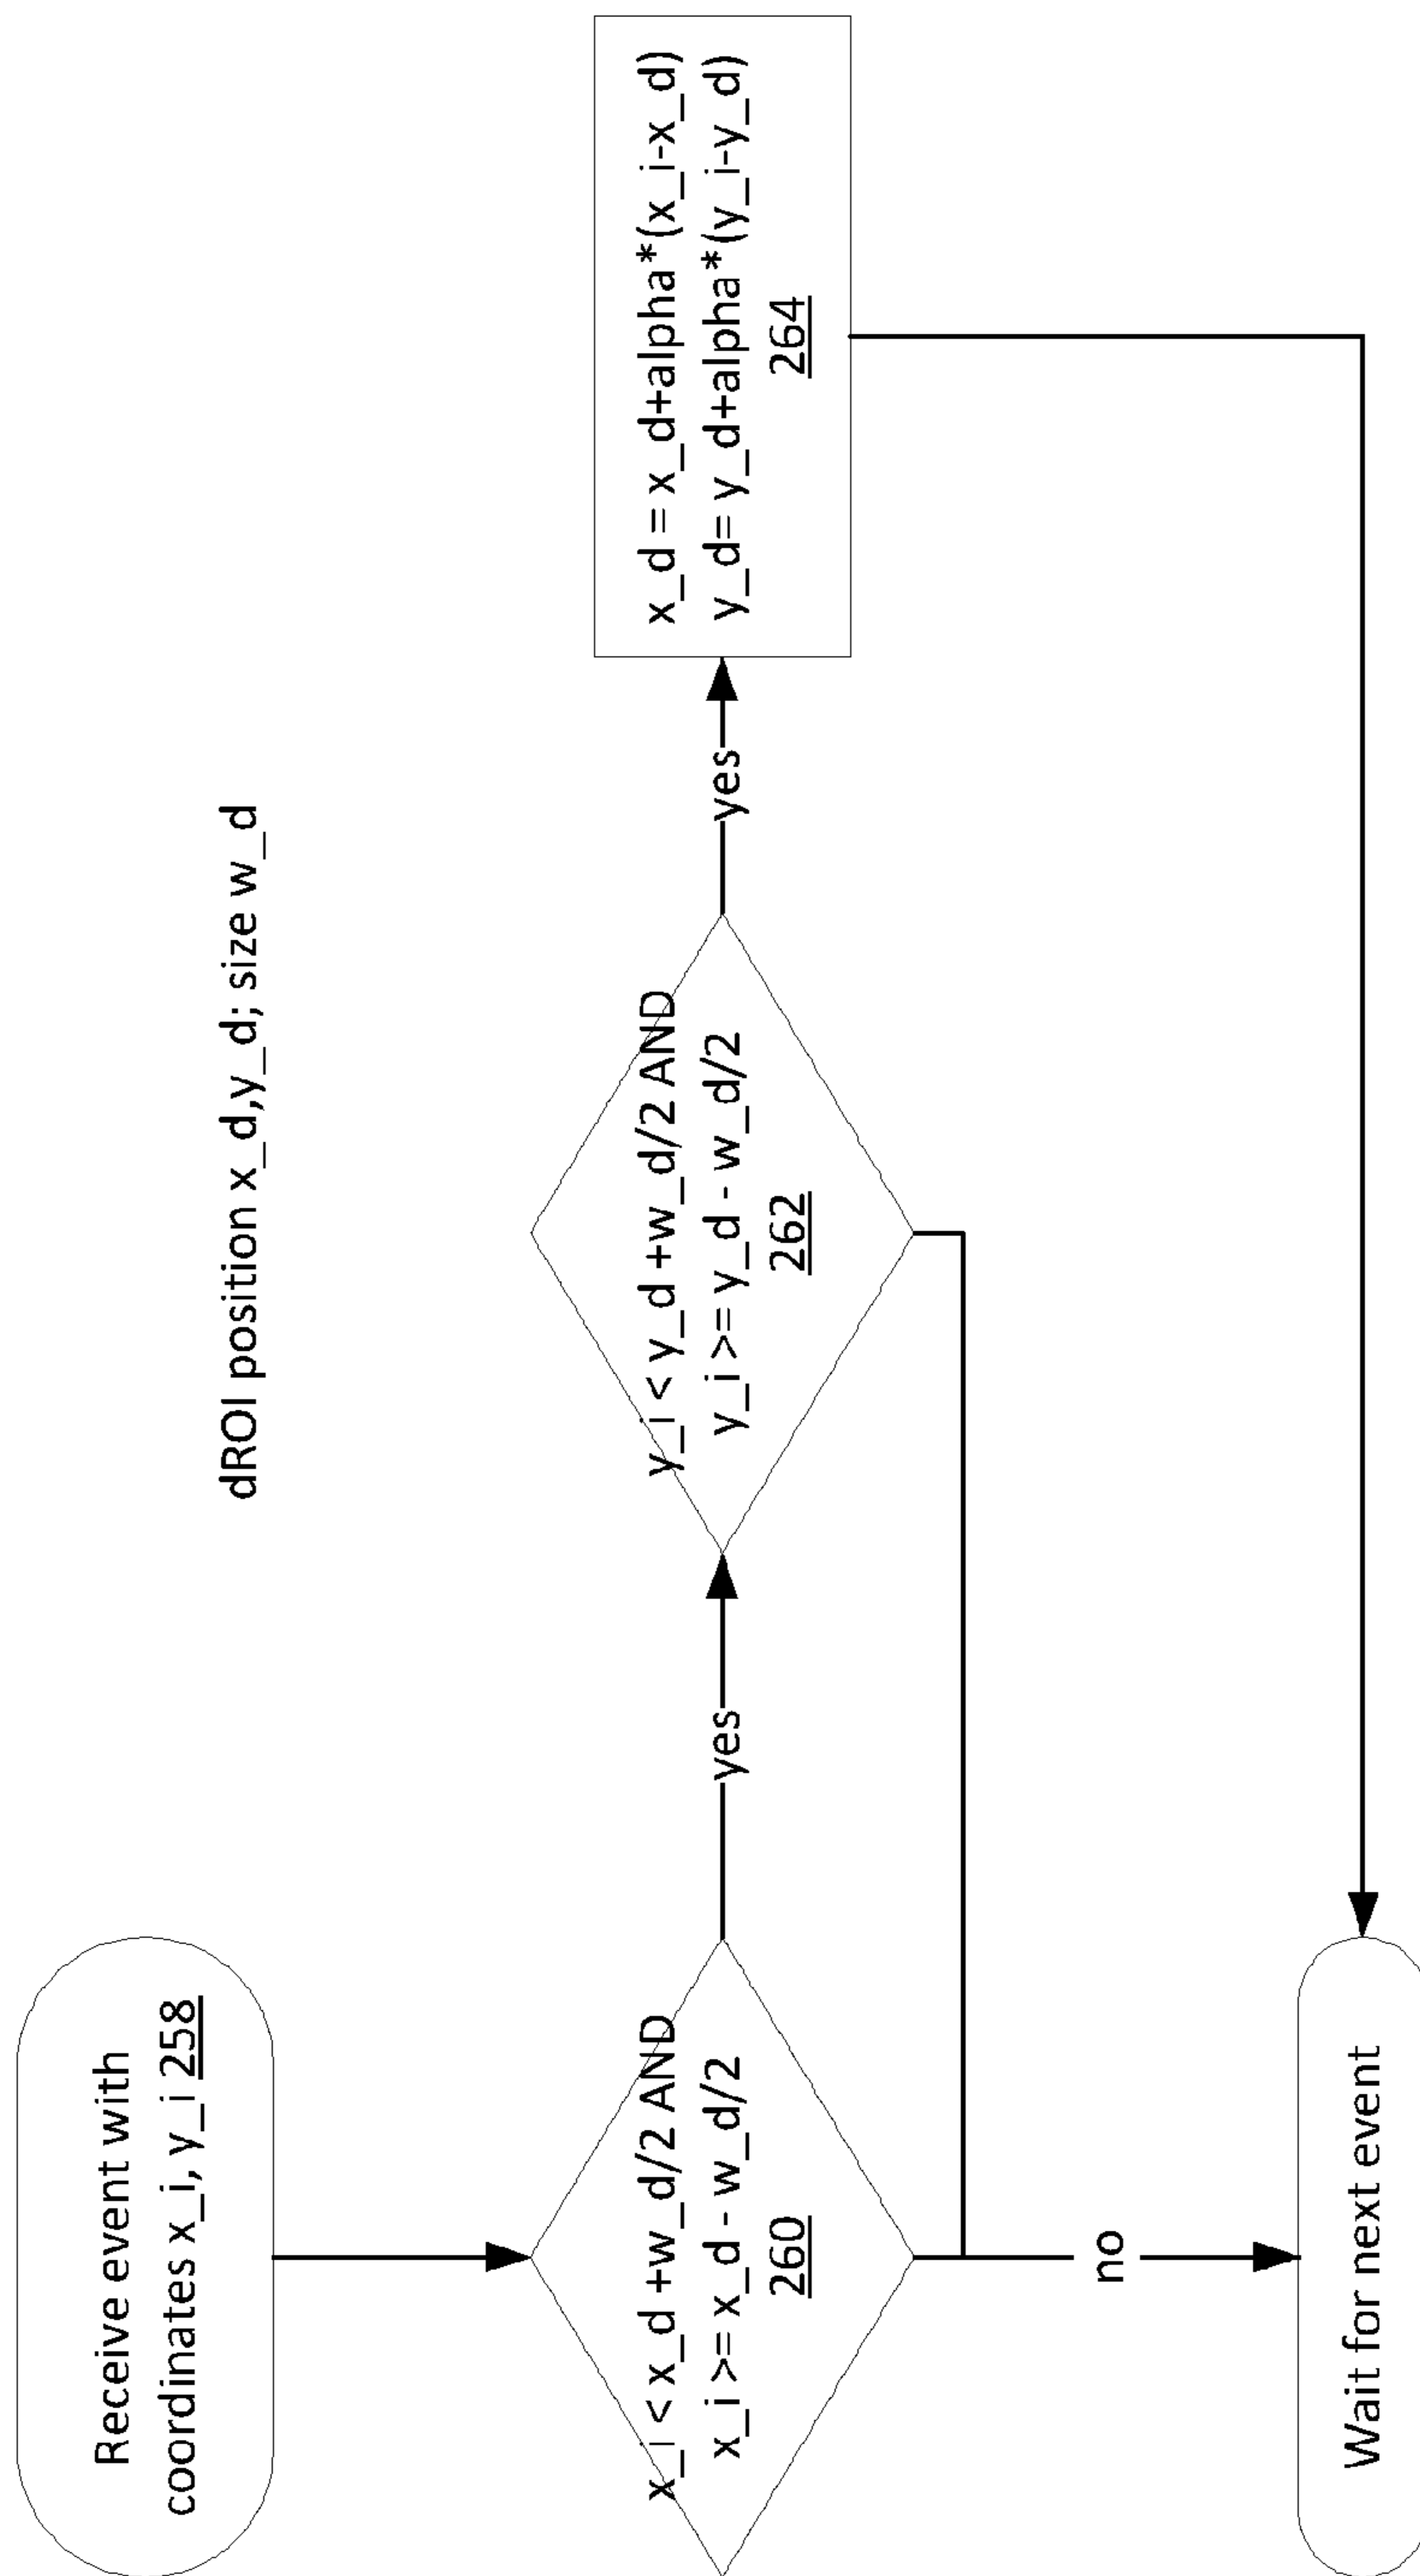 dROI position x_d,y_d; size w_d
Receive event with
coordinates x_i, y_i 258
x_i < x_d +w_d/2 AND
x_i >= x_d - w_d/2
260
yes
y_i < y_d +w_d/2 AND
y_i >= y_d - w_d/2
262
yes
x_d = x_d+alpha*(x_i-x_d)
y_d= y_d+alpha*(y_i-y_d)
264
no
Wait for next event